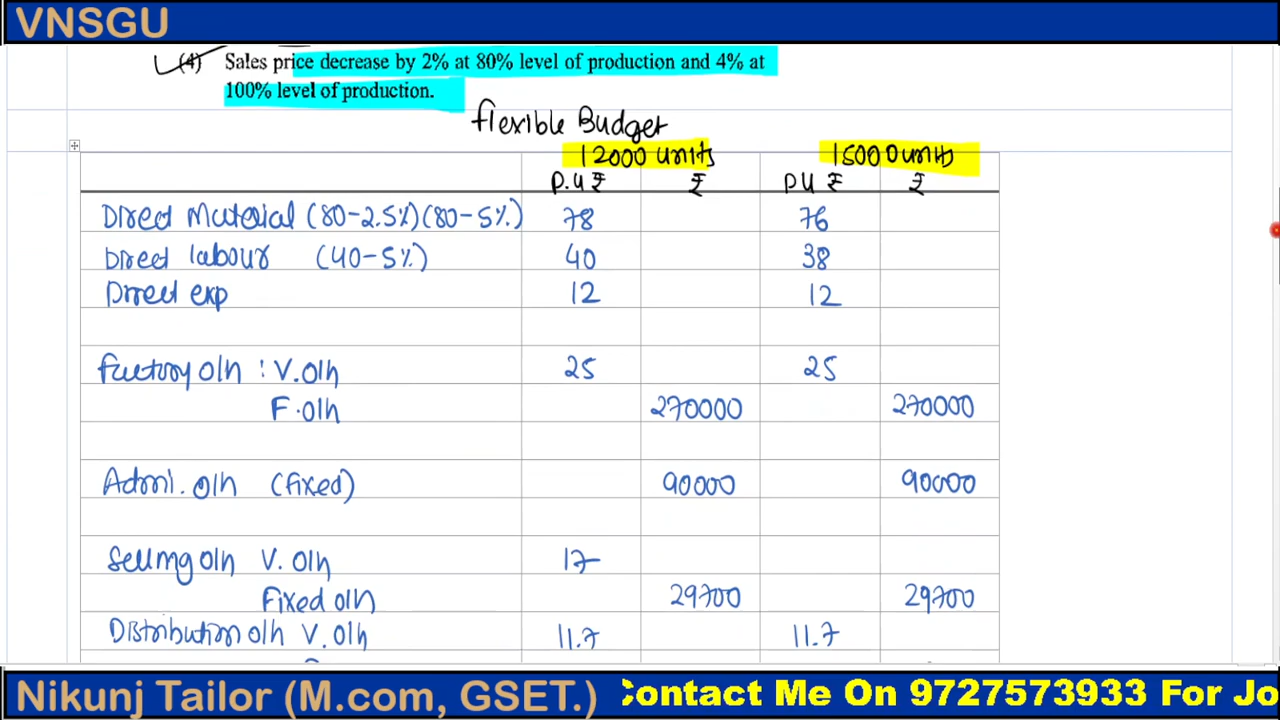 VNSGU
(4) Sales price decrease by 2% at 80% level of production and 4% at
100% level of production.
Flexible Budget
12000 units 15000 units
P.U ₹ ₹ PU ₹ ₹
Direct Material (80-2.5%) (80-5%) 78 76
Direct labour (40-5%) 40 38
Direct exp 12 12
Factory o/h : V.o/h 25 25
F.o/h 270000 270000
Admi. o/h (fixed) 90000 90000
Selling o/h V. o/h 17
Fixed o/h 29700 29700
Distribution o/h V. o/h 11.7 11.7
Nikunj Tailor (M.com, GSET.) Contact Me On 9727573933 For Jo